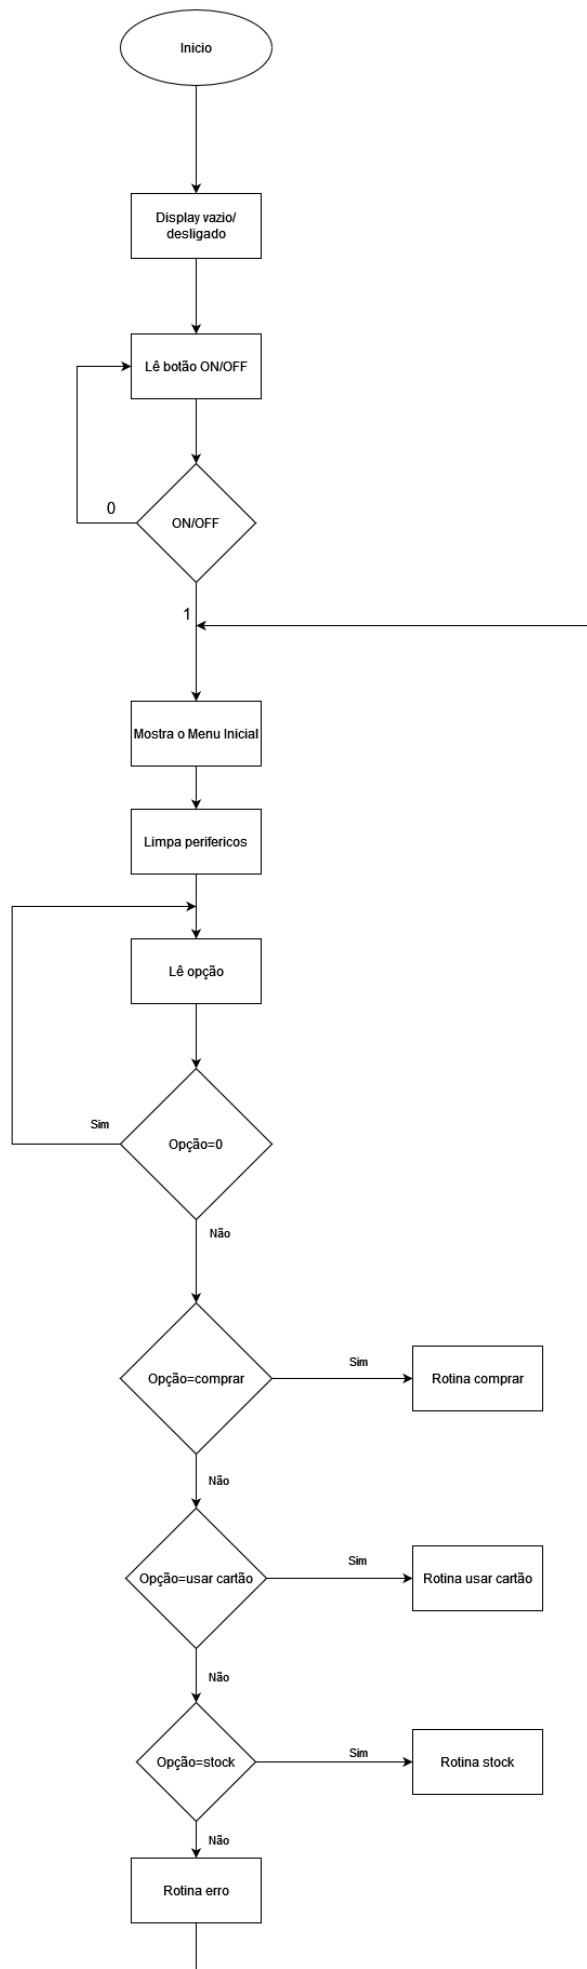 Inicio
Display vazio/
desligado
Lê botão ON/OFF
0
ON/OFF
1
Mostra o Menu Inicial
Limpa perifericos
Lê opção
Sim
Opção=0
Não
Opção=comprar
Sim
Rotina comprar
Não
Opção=usar cartão
Sim
Rotina usar cartão
Não
Opção=stock
Sim
Rotina stock
Não
Rotina erro